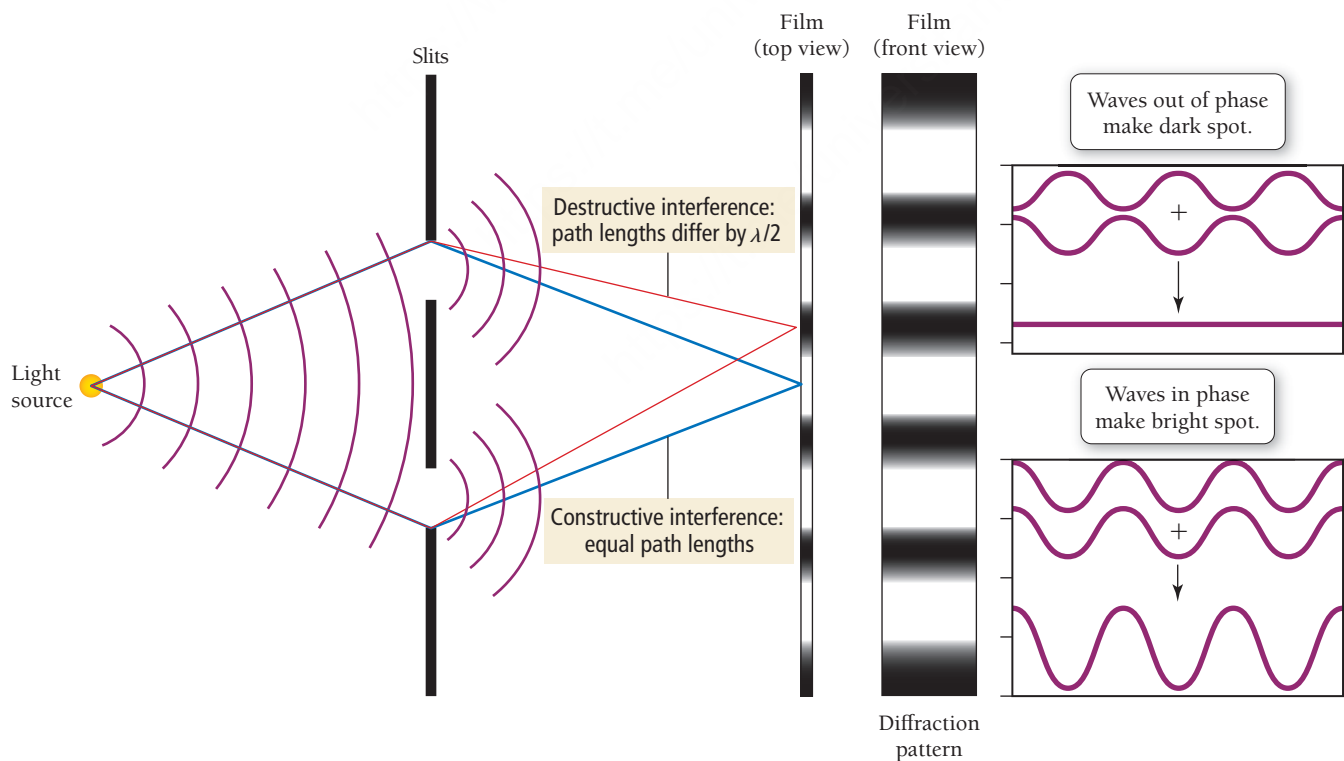 Slits
Film
(top view)
Film
(front view)
Waves out of phase
make dark spot.
Destructive interference:
path lengths differ by λ/2
+
Light
source
Waves in phase
make bright spot.
Constructive interference:
equal path lengths
+
Diffraction
pattern